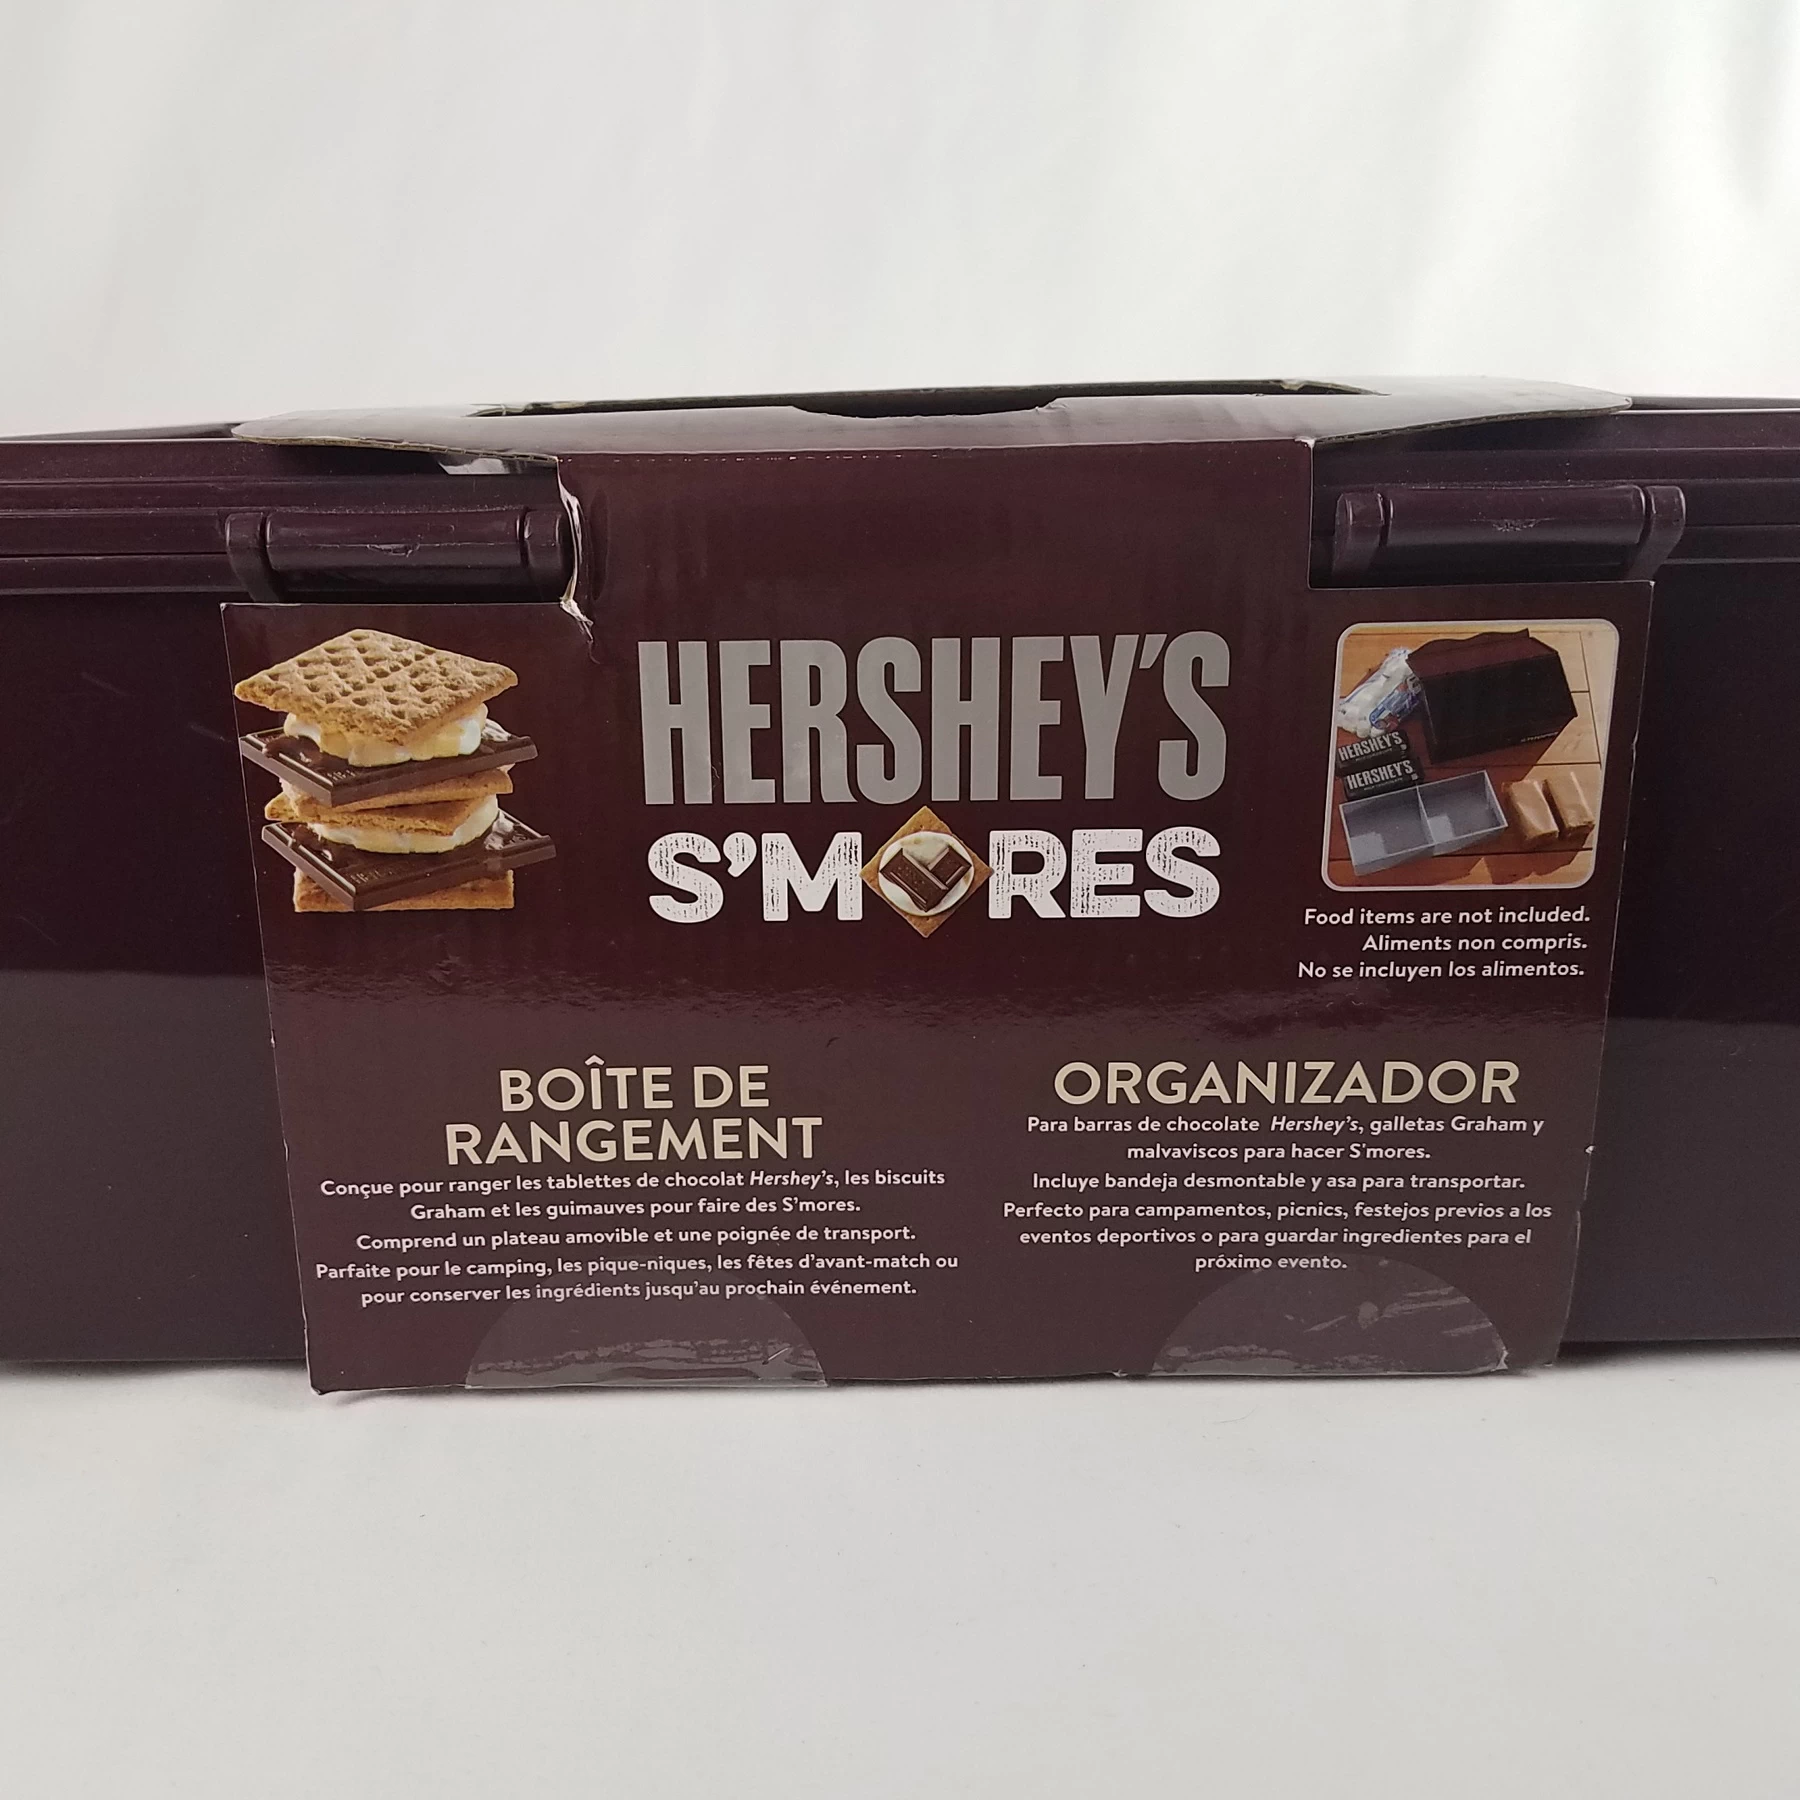 HERSHEY'S
S'MORES
HERSHEY'S
HERSHEY'S
Food items are not included.
Aliments non compris.
No se incluyen los alimentos.
BOÎTE DE
RANGEMENT
Conçue pour ranger les tablettes de chocolat Hershey's, les biscuits
Graham et les guimauves pour faire des S'mores.
Comprend un plateau amovible et une poignée de transport.
Parfaite pour le camping, les pique-niques, les fêtes d'avant-match ou
pour conserver les ingrédients jusqu'au prochain événement.
ORGANIZADOR
Para barras de chocolate Hershey's, galletas Graham y
malvaviscos para hacer S'mores.
Incluye bandeja desmontable y asa para transportar.
Perfecto para campamentos, picnics, festejos previos a los
eventos deportivos o para guardar ingredientes para el
próximo evento.